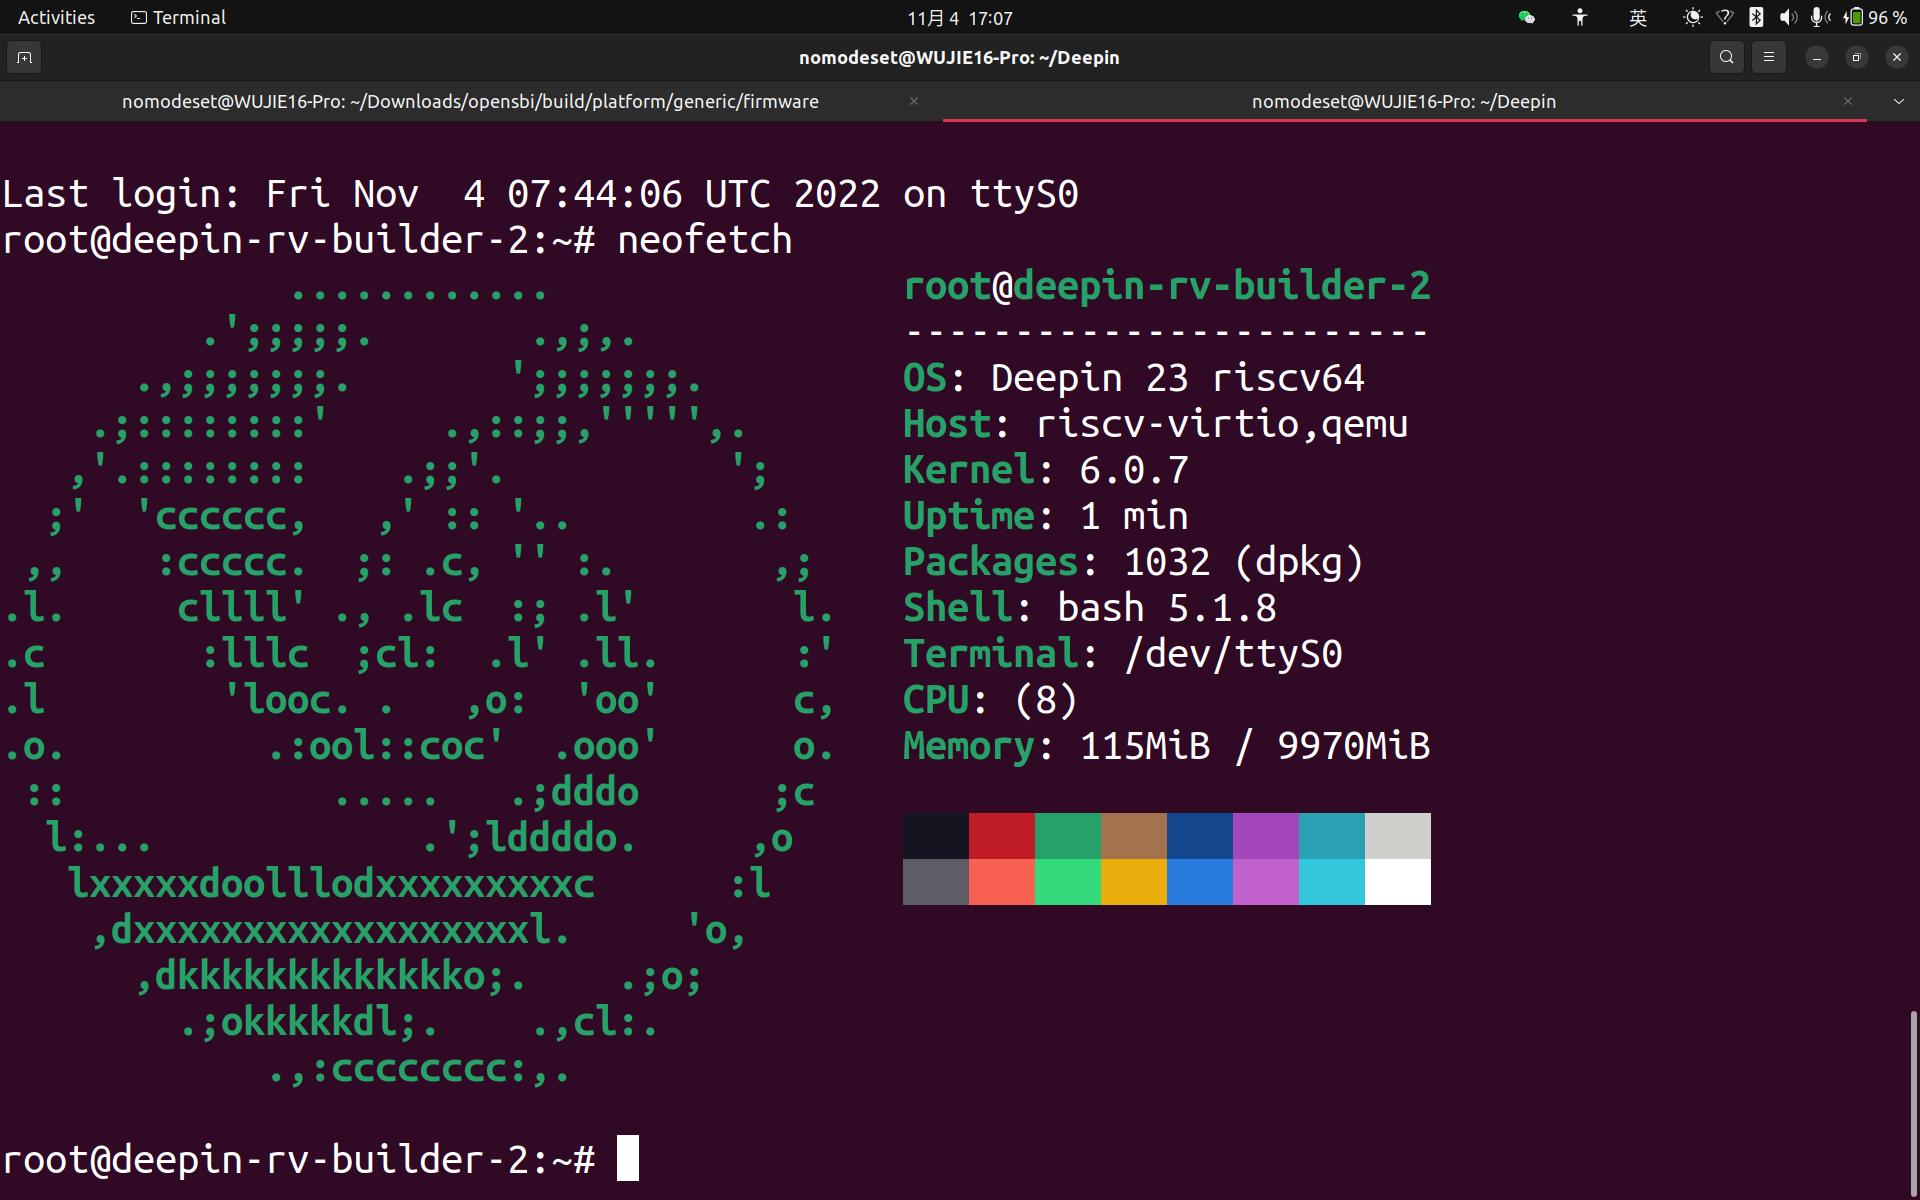 Activities Terminal 11月 4 17:07 英 96 %
nomodeset@WUJIE16-Pro: ~/Deepin
nomodeset@WUJIE16-Pro: ~/Downloads/opensbi/build/platform/generic/firmware × nomodeset@WUJIE16-Pro: ~/Deepin ×
Last login: Fri Nov  4 07:44:06 UTC 2022 on ttyS0
root@deepin-rv-builder-2:~# neofetch
             ............                root@deepin-rv-builder-2
         .';;;;;.       .,;,.            ------------------------
      .,;;;;;;;.       ';;;;;;;.         OS: Deepin 23 riscv64
    .;::::::::'     .,::;;,''''',.       Host: riscv-virtio,qemu
   ,'.::::::::    .;;'.          ';      Kernel: 6.0.7
  ;'  'cccccc,   ,' :: '..        .:     Uptime: 1 min
 ,,    :ccccc.  ;: .c, '' :.       ,;    Packages: 1032 (dpkg)
.l.     cllll' ., .lc  :; .l'       l.   Shell: bash 5.1.8
.c       :lllc  ;cl:  .l' .ll.      :'   Terminal: /dev/ttyS0
.l        'looc. .   ,o:  'oo'      c,   CPU: (8)
.o.         .:ool::coc'  .ooo'      o.   Memory: 115MiB / 9970MiB
 ::            .....   .;dddo      ;c
  l:...            .';lddddo.     ,o
   lxxxxxdoolllodxxxxxxxxxc      :l
    ,dxxxxxxxxxxxxxxxxxxl.     'o,
      ,dkkkkkkkkkkkkkko;.    .;o;
        .;okkkkkdl;.    .,cl:.
            .,:cccccccc:,.
root@deepin-rv-builder-2:~#